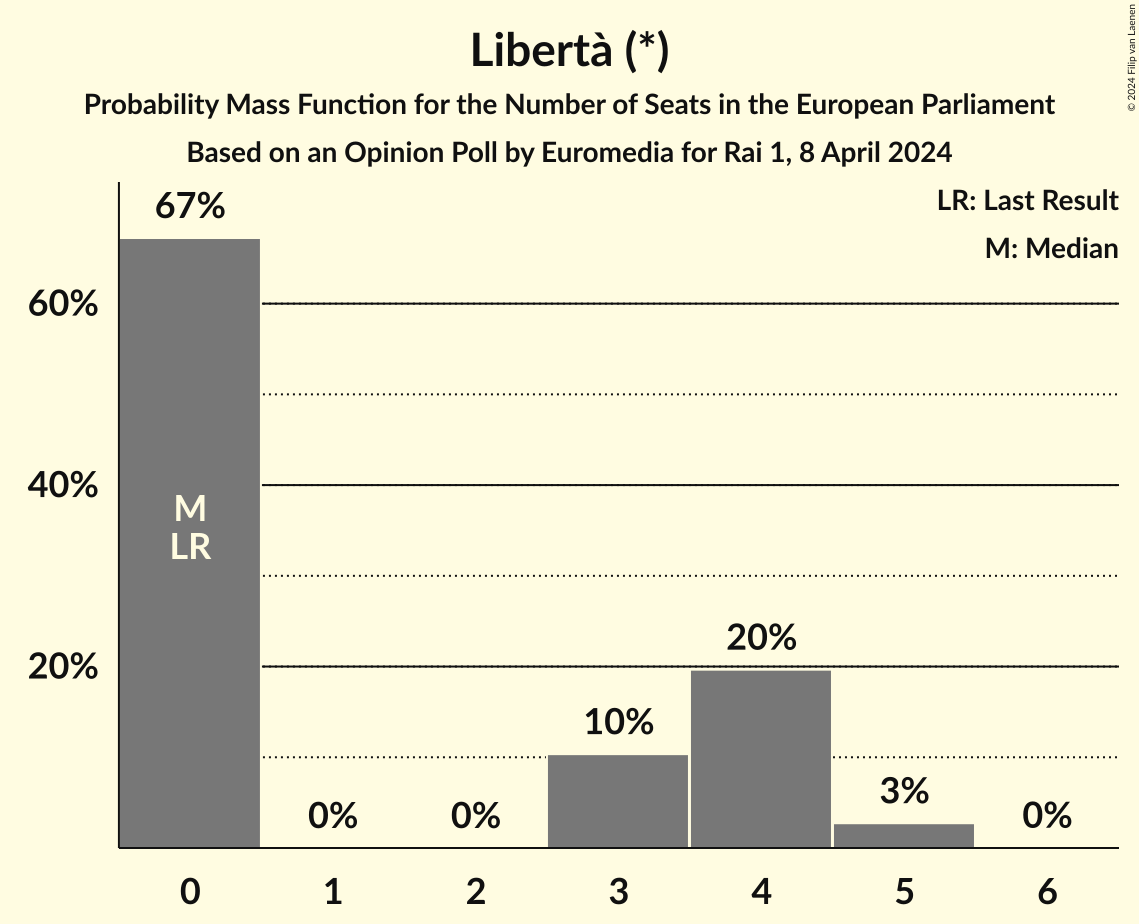 Libertà (*)
Probability Mass Function for the Number of Seats in the European Parliament
Based on an Opinion Poll by Euromedia for Rai 1, 8 April 2024
© 2024 Filip van Laenen
LR: Last Result
M: Median
67%
60%
40%
20%
M
LR
0%
0%
10%
20%
3%
0%
0
1
2
3
4
5
6